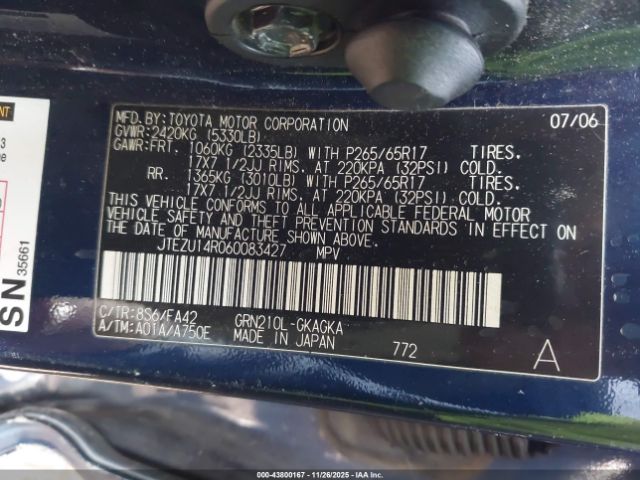 MFD.BY:TOYOTA MOTOR CORPORATION 07/06
GVWR:2420KG (5330LB)
GAWR:FRT. 1060KG (2335LB) WITH P265/65R17 TIRES.
17X7 1/2JJ RIMS. AT 220KPA (32PSI) COLD.
RR. 1365KG (3010LB) WITH P265/65R17 TIRES.
17X7 1/2JJ RIMS. AT 220KPA (32PSI) COLD.
THIS VEHICLE CONFORMS TO ALL APPLICABLE FEDERAL MOTOR
VEHICLE SAFETY AND THEFT PREVENTION STANDARDS IN EFFECT ON
THE DATE OF MANUFACTURE SHOWN ABOVE.
JTEZU14R060083427 MPV
C/TR:8S6/FA42 GRN210L-GKAGKA
A/TM:A01A/A750E MADE IN JAPAN 772 A
SN 35661
000-43800167 - 11/26/2025 - IAAI.COM